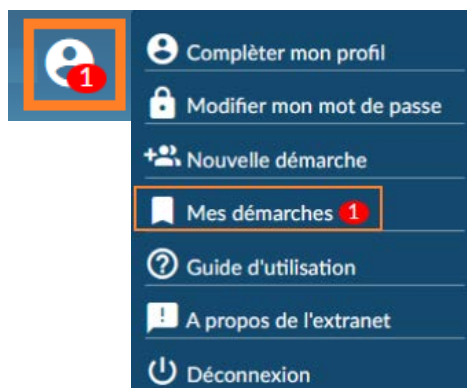 1
Complèter mon profil
Modifier mon mot de passe
Nouvelle démarche
Mes démarches 1
Guide d'utilisation
A propos de l'extranet
Déconnexion